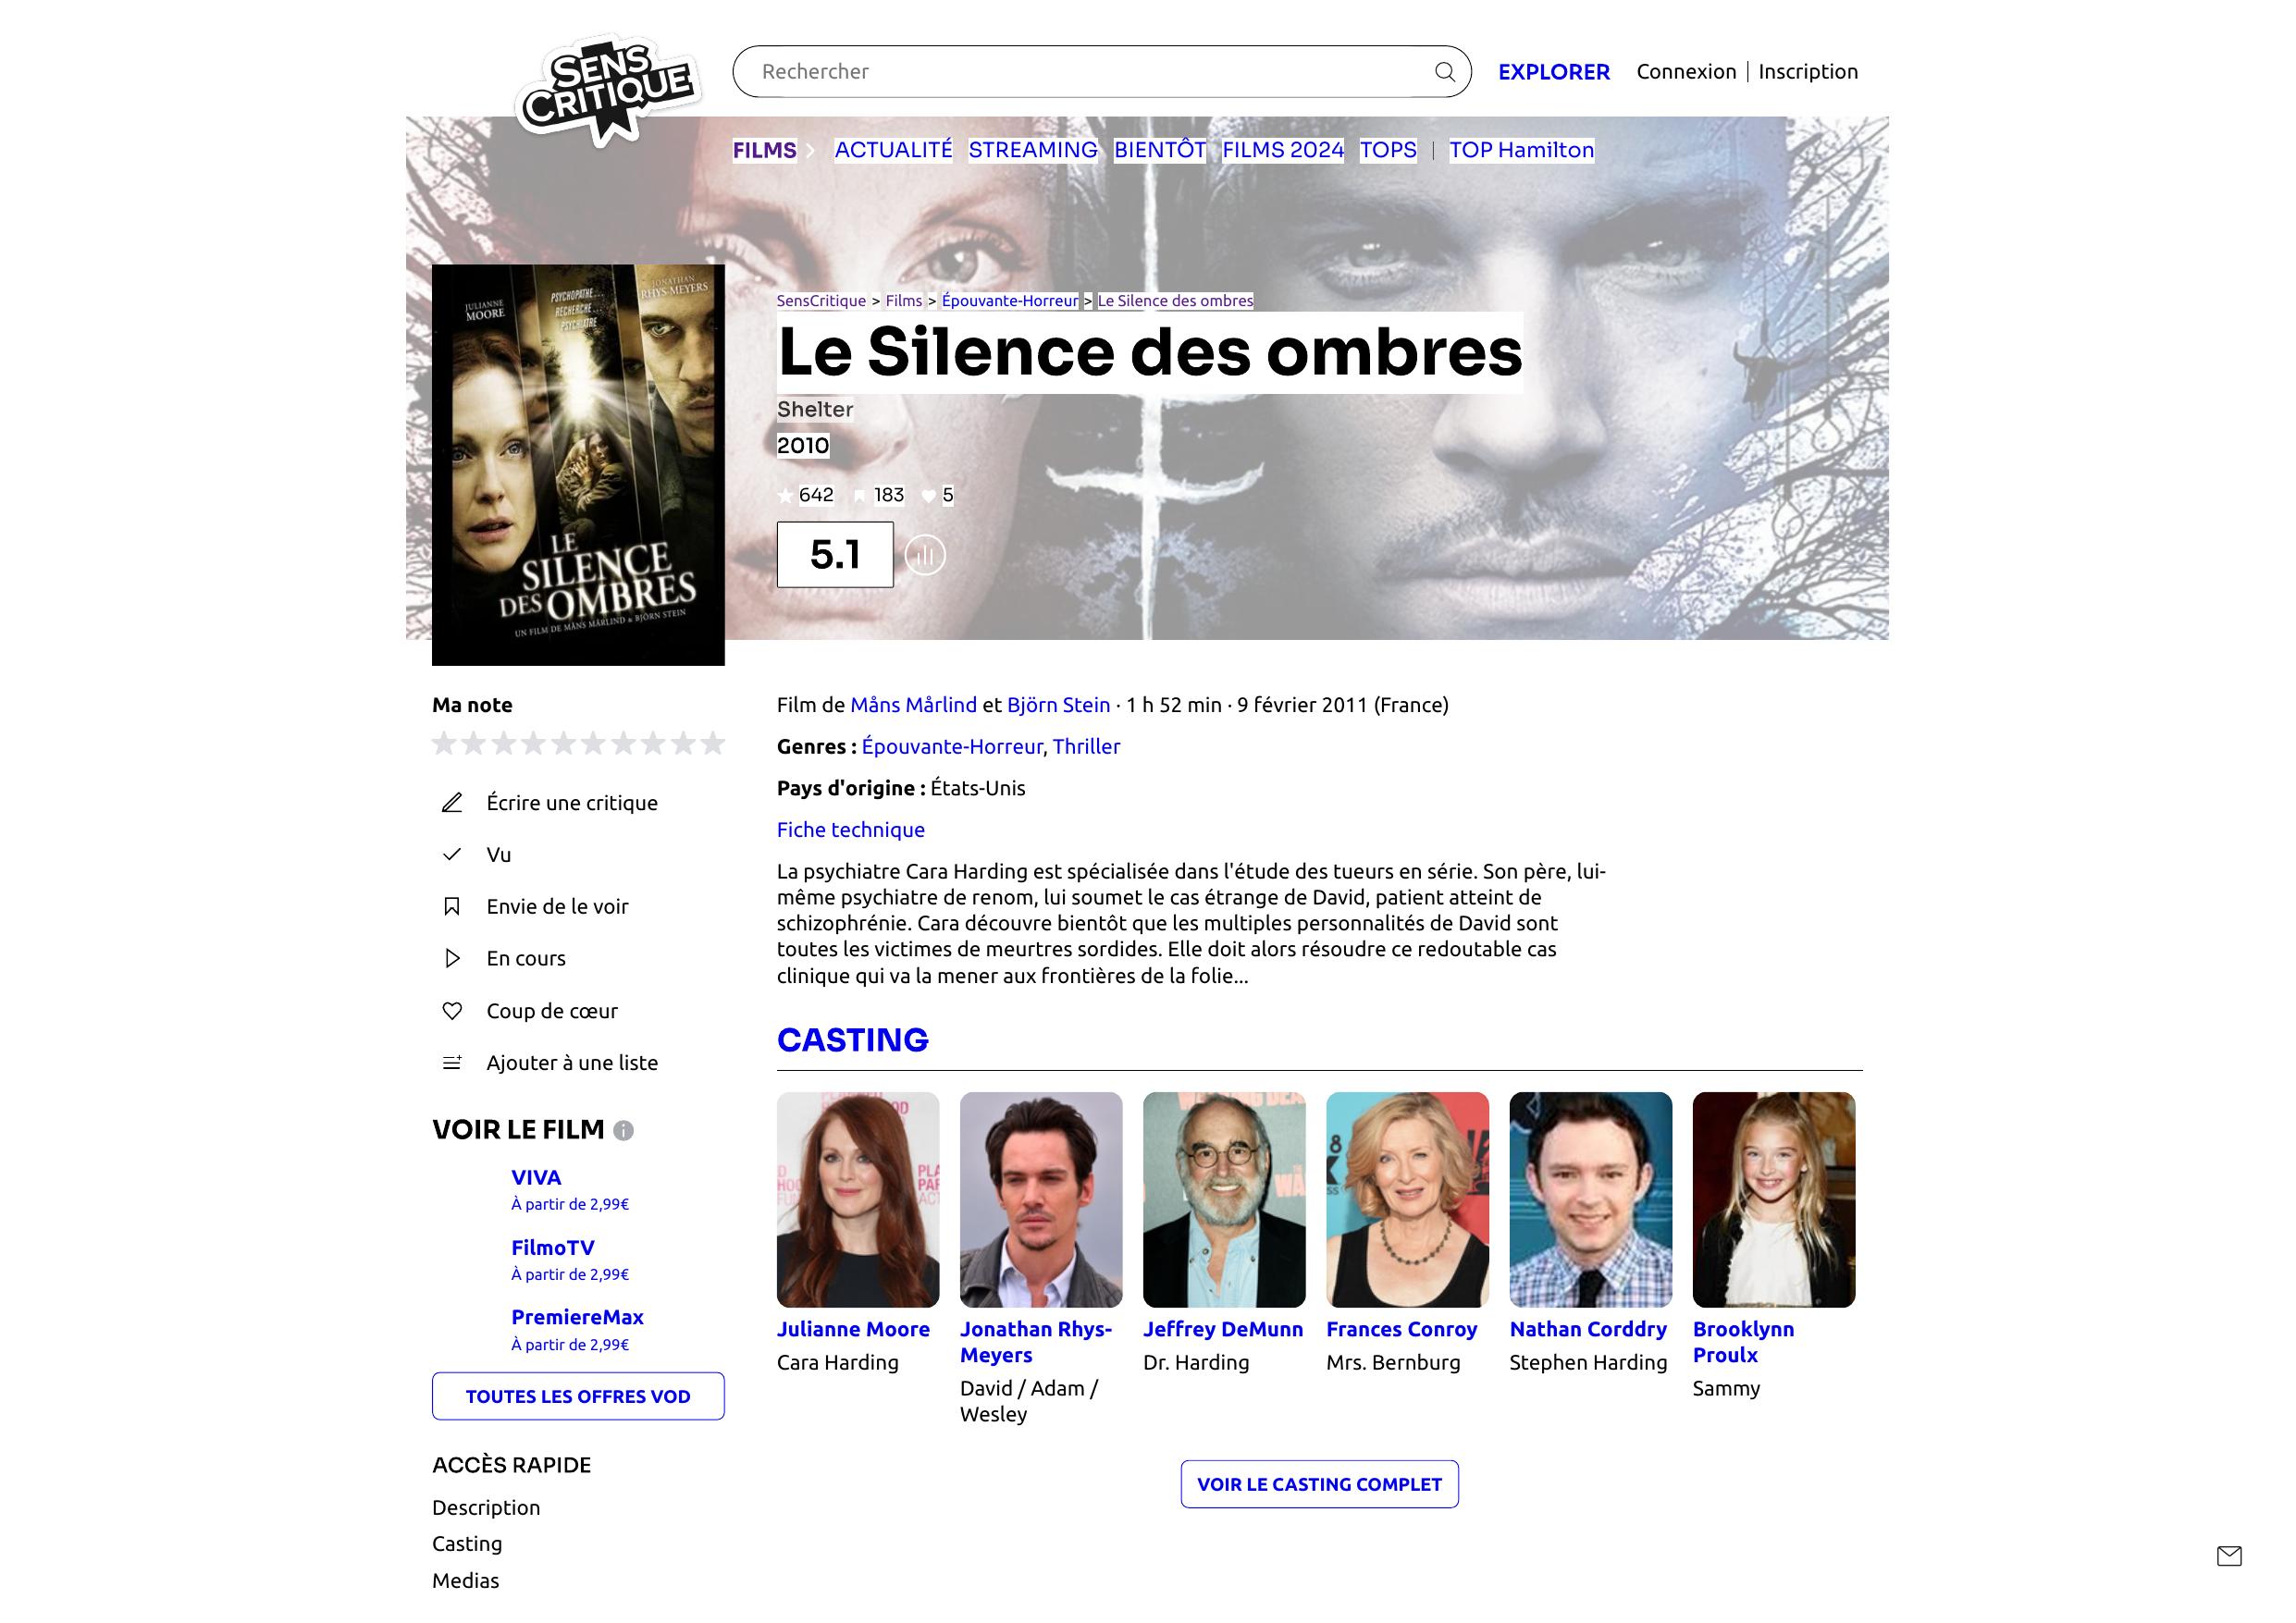 SENS
CRITIQUE
Rechercher
EXPLORER
Connexion
Inscription
FILMS
ACTUALITÉ
STREAMING
BIENTÔT
FILMS 2024
TOPS
TOP Hamilton
JULIANNE
MOORE
PSYCHOPATHE...
RECHERCHE...
PSYCHIATRE
JONATHAN
RHYS-MEYERS
LE
SILENCE
DES OMBRES
UN FILM DE MÅNS MÅRLIND & BJÖRN STEIN
SensCritique > Films > Épouvante-Horreur > Le Silence des ombres
Le Silence des ombres
Shelter
2010
642 183 5
5.1
Ma note
Écrire une critique
Vu
Envie de le voir
En cours
Coup de cœur
Ajouter à une liste
VOIR LE FILM
VIVA
À partir de 2,99€
FilmoTV
À partir de 2,99€
PremiereMax
À partir de 2,99€
TOUTES LES OFFRES VOD
ACCÈS RAPIDE
Description
Casting
Medias
Film de Måns Mårlind et Björn Stein · 1 h 52 min · 9 février 2011 (France)
Genres : Épouvante-Horreur, Thriller
Pays d'origine : États-Unis
Fiche technique
La psychiatre Cara Harding est spécialisée dans l'étude des tueurs en série. Son père, lui-
même psychiatre de renom, lui soumet le cas étrange de David, patient atteint de
schizophrénie. Cara découvre bientôt que les multiples personnalités de David sont
toutes les victimes de meurtres sordides. Elle doit alors résoudre ce redoutable cas
clinique qui va la mener aux frontières de la folie...
CASTING
Julianne Moore
Cara Harding
Jonathan Rhys-
Meyers
David / Adam /
Wesley
Jeffrey DeMunn
Dr. Harding
Frances Conroy
Mrs. Bernburg
Nathan Corddry
Stephen Harding
Brooklynn
Proulx
Sammy
VOIR LE CASTING COMPLET